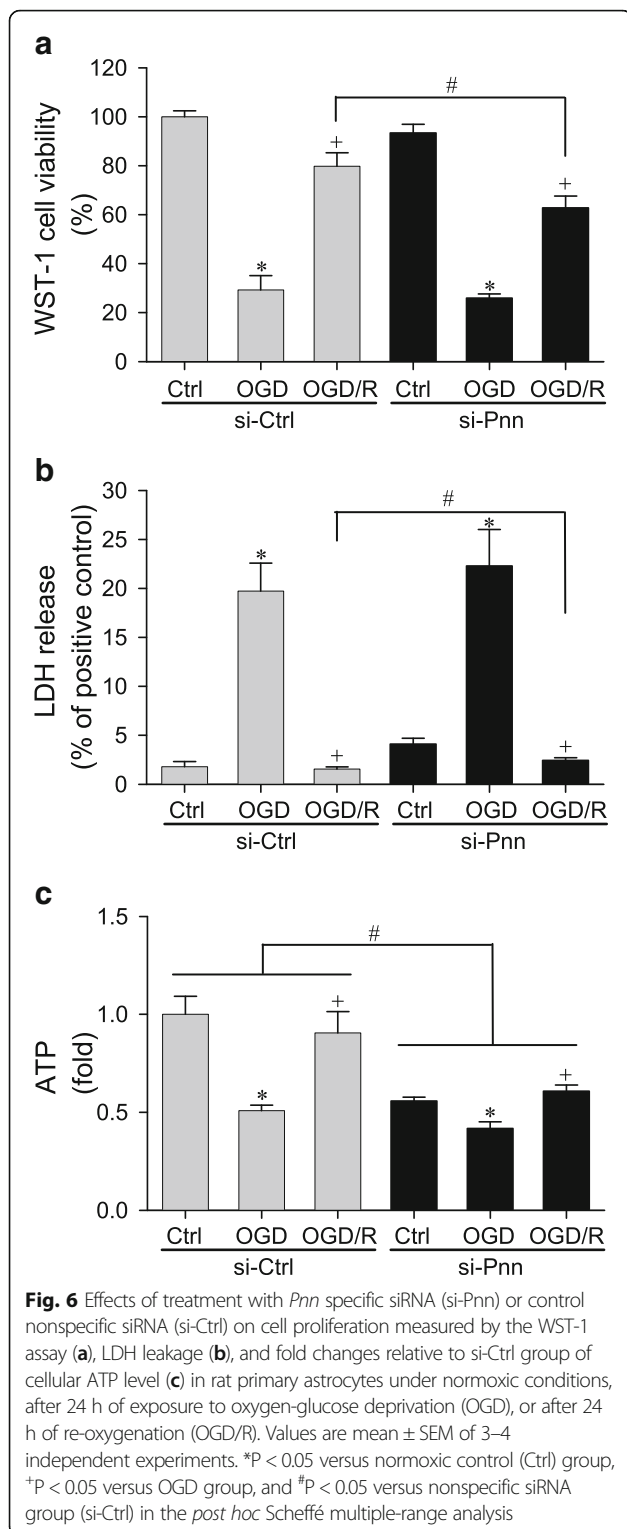 a
120
100
80
60
40
20
0
WST-1 cell viability
(%)
*
+
#
*
+
Ctrl OGD OGD/R Ctrl OGD OGD/R
si-Ctrl si-Pnn
b
30
25
20
15
10
5
0
LDH release
(% of positive control)
*
+
#
*
+
Ctrl OGD OGD/R Ctrl OGD OGD/R
si-Ctrl si-Pnn
c
1.5
1.0
0.5
0.0
ATP
(fold)
#
*
+
*
+
Ctrl OGD OGD/R Ctrl OGD OGD/R
si-Ctrl si-Pnn
Fig. 6 Effects of treatment with Pnn specific siRNA (si-Pnn) or control
nonspecific siRNA (si-Ctrl) on cell proliferation measured by the WST-1
assay (a), LDH leakage (b), and fold changes relative to si-Ctrl group of
cellular ATP level (c) in rat primary astrocytes under normoxic conditions,
after 24 h of exposure to oxygen-glucose deprivation (OGD), or after 24
h of re-oxygenation (OGD/R). Values are mean ± SEM of 3–4
independent experiments. *P < 0.05 versus normoxic control (Ctrl) group,
+P < 0.05 versus OGD group, and #P < 0.05 versus nonspecific siRNA
group (si-Ctrl) in the post hoc Scheffé multiple-range analysis